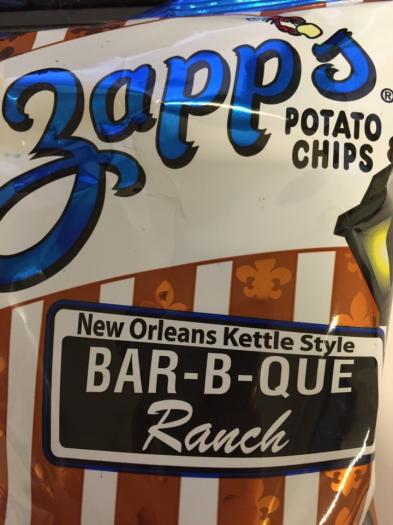 Zapp's®
POTATO
CHIPS
New Orleans Kettle Style
BAR-B-QUE
Ranch